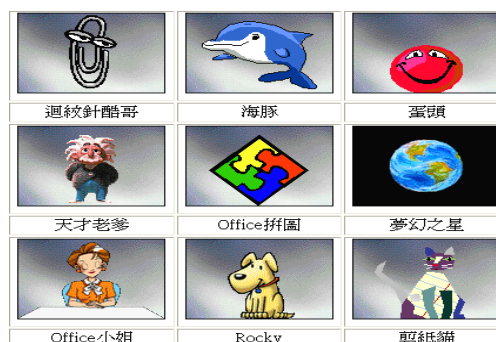 迴紋針酷哥
海豚
蛋頭
天才老爹
Office拼圖
夢幻之星
Office小姐
Rocky
剪紙貓